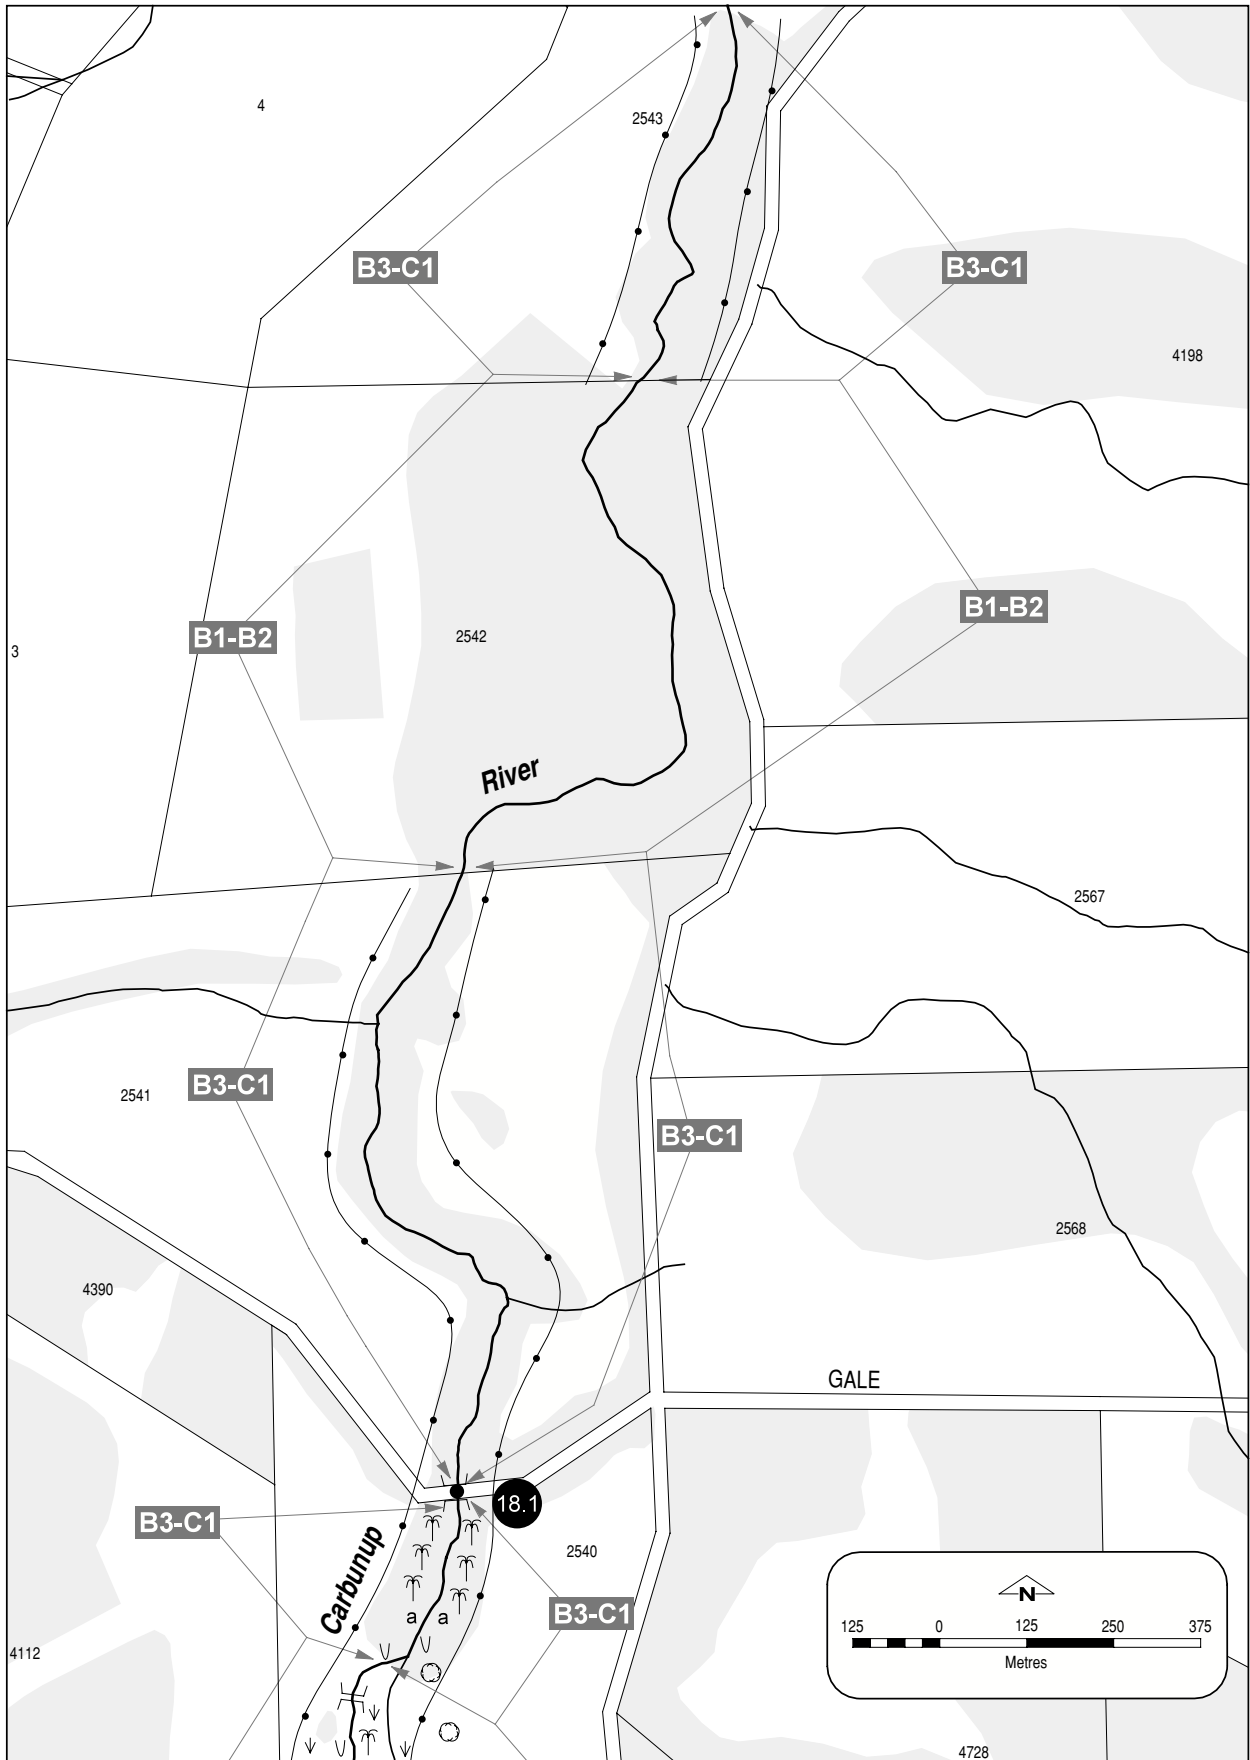 4
2543
B3-C1
B3-C1
4198
B1-B2
B1-B2
2542
3
River
2567
B3-C1
2541
B3-C1
2568
4390
GALE
18.1
B3-C1
2540
Carbunup
B3-C1
a a
N
125 0 125 250 375
Metres
4112
4728